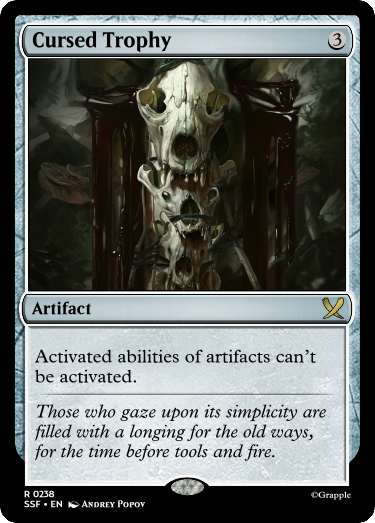 Cursed Trophy 3
Artifact
Activated abilities of artifacts can't
be activated.
Those who gaze upon its simplicity are
filled with a longing for the old ways,
for the time before tools and fire.
R 0238
SSF • EN Andrey Popov
©Grapple